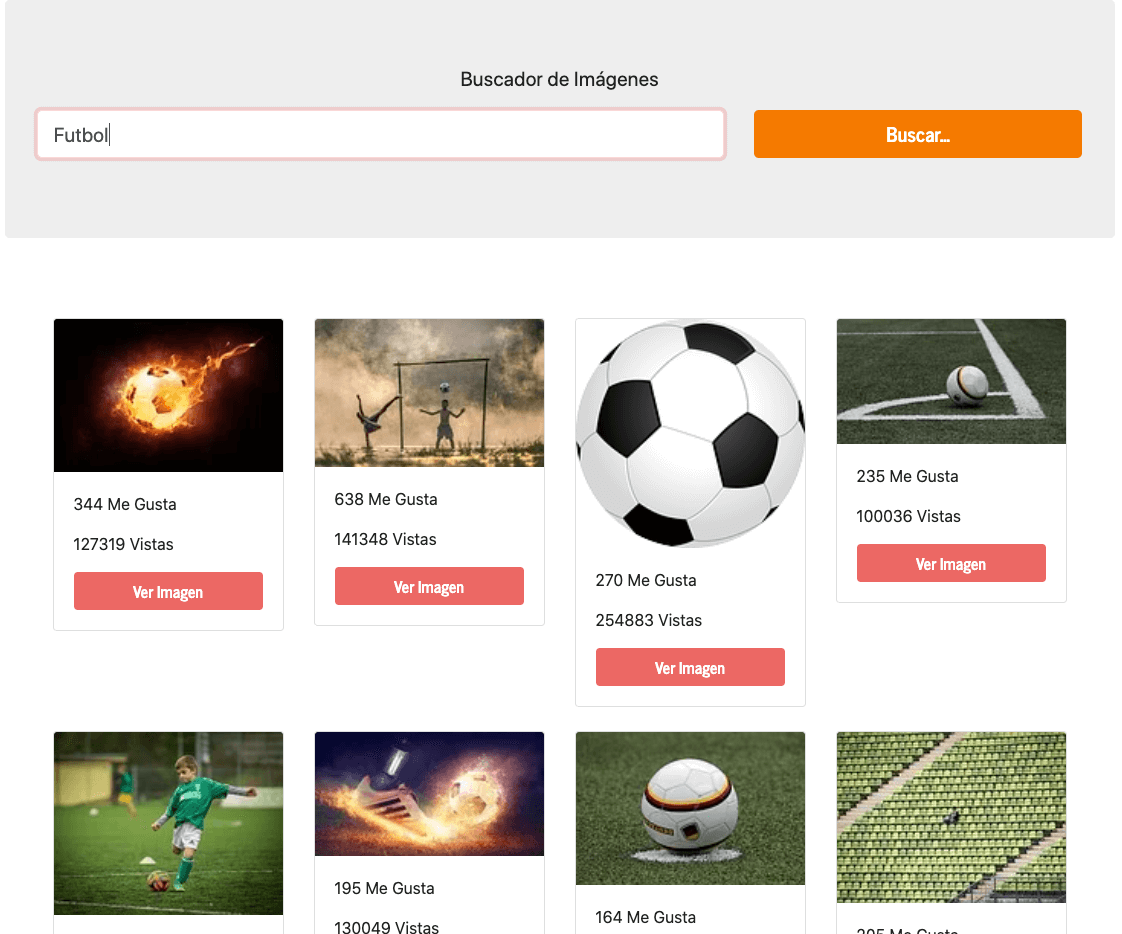 Buscador de Imágenes
Futbol
Buscar...
344 Me Gusta
127319 Vistas
Ver Imagen
638 Me Gusta
141348 Vistas
Ver Imagen
270 Me Gusta
254883 Vistas
Ver Imagen
235 Me Gusta
100036 Vistas
Ver Imagen
195 Me Gusta
130049 Vistas
164 Me Gusta
205 Me Gusta